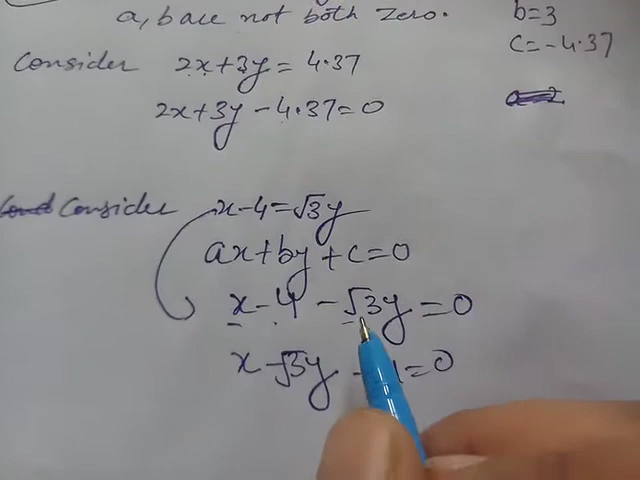 a, b are not both zero.
b=3
c=-4.37
Consider 2x+3y=4.37
2x+3y-4.37=0
Consider x-4=√3y
ax+by+c=0
x-4-√3y=0
x-√3y - =0